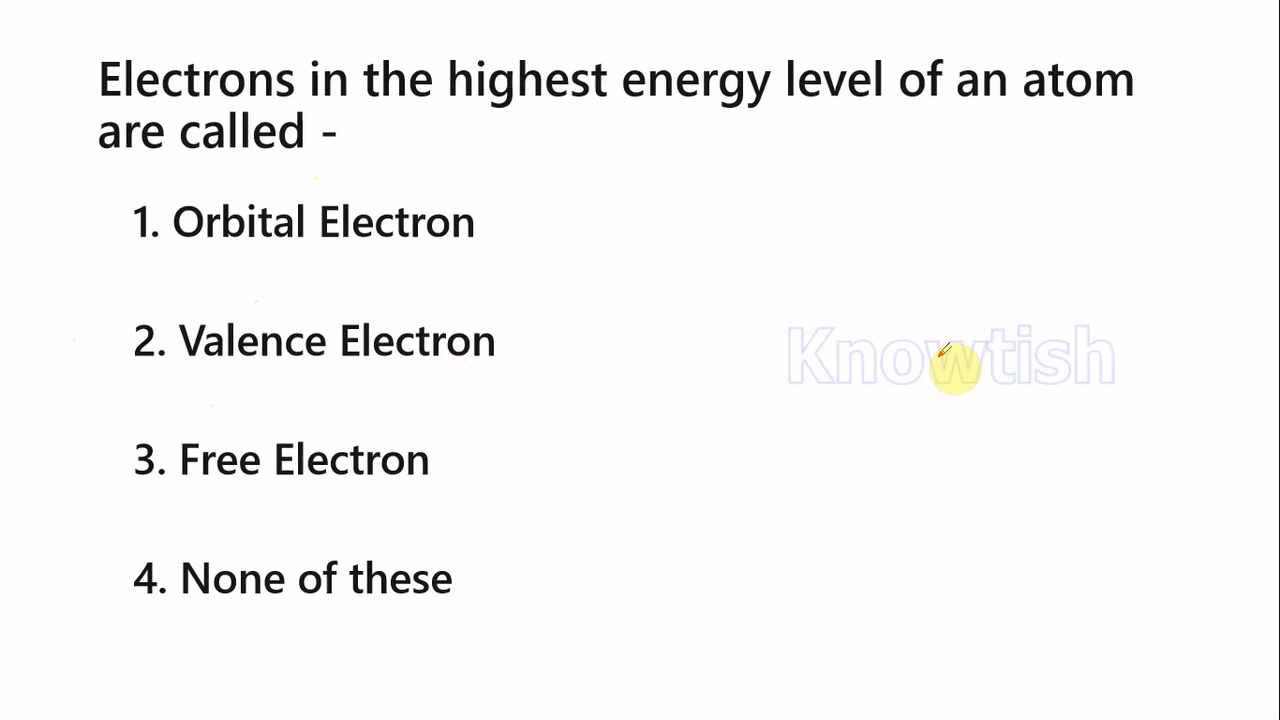 Electrons in the highest energy level of an atom
are called -
1. Orbital Electron
2. Valence Electron
Knowtish
3. Free Electron
4. None of these